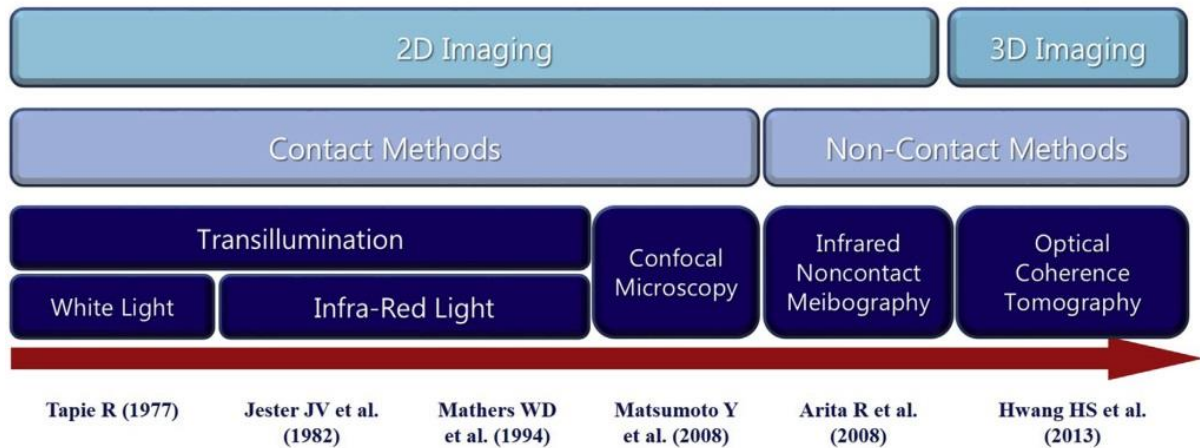 2D Imaging
3D Imaging
Contact Methods
Non-Contact Methods
Transillumination
White Light
Infra-Red Light
Confocal
Microscopy
Infrared
Noncontact
Meibography
Optical
Coherence
Tomography
Tapie R (1977)
Jester JV et al.
(1982)
Mathers WD
et al. (1994)
Matsumoto Y
et al. (2008)
Arita R et al.
(2008)
Hwang HS et al.
(2013)